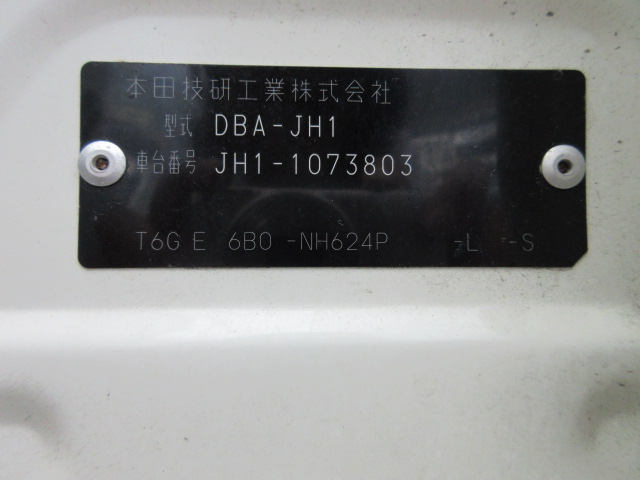 本田技研工業株式会社
型式 DBA-JH1
車台番号 JH1-1073803
T6G E 6B0 -NH624P -L -S